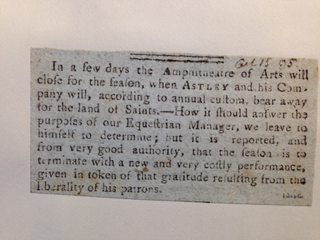 Oct. 15 95.
In a few days the Amphitheatre of Arts will
close for the season, when ASTLEY and his Com-
pany will, according to annual custom, bear away
for the land of Saints.—How it should answer the
purposes of our Equestrian Manager, we leave to
himself to determine; but it is reported, and
from very good authority, that the season is to
terminate with a new and very costly performance,
given in token of that gratitude resulting from the
liberality of his patrons.